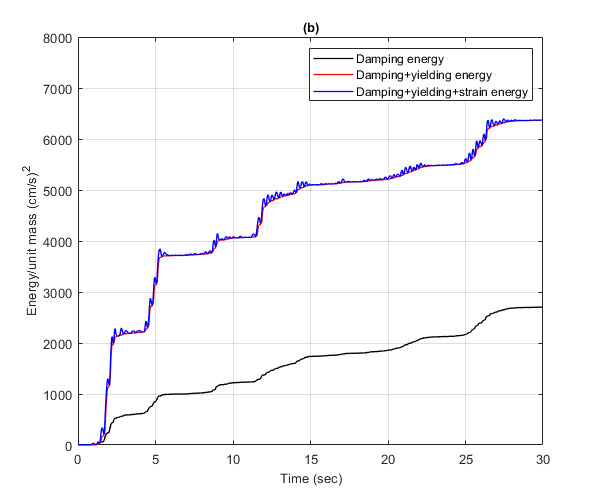 (b)
8000
7000
6000
5000
4000
3000
2000
1000
0
Energy/unit mass (cm/s)²
Damping energy
Damping+yielding energy
Damping+yielding+strain energy
0 5 10 15 20 25 30
Time (sec)